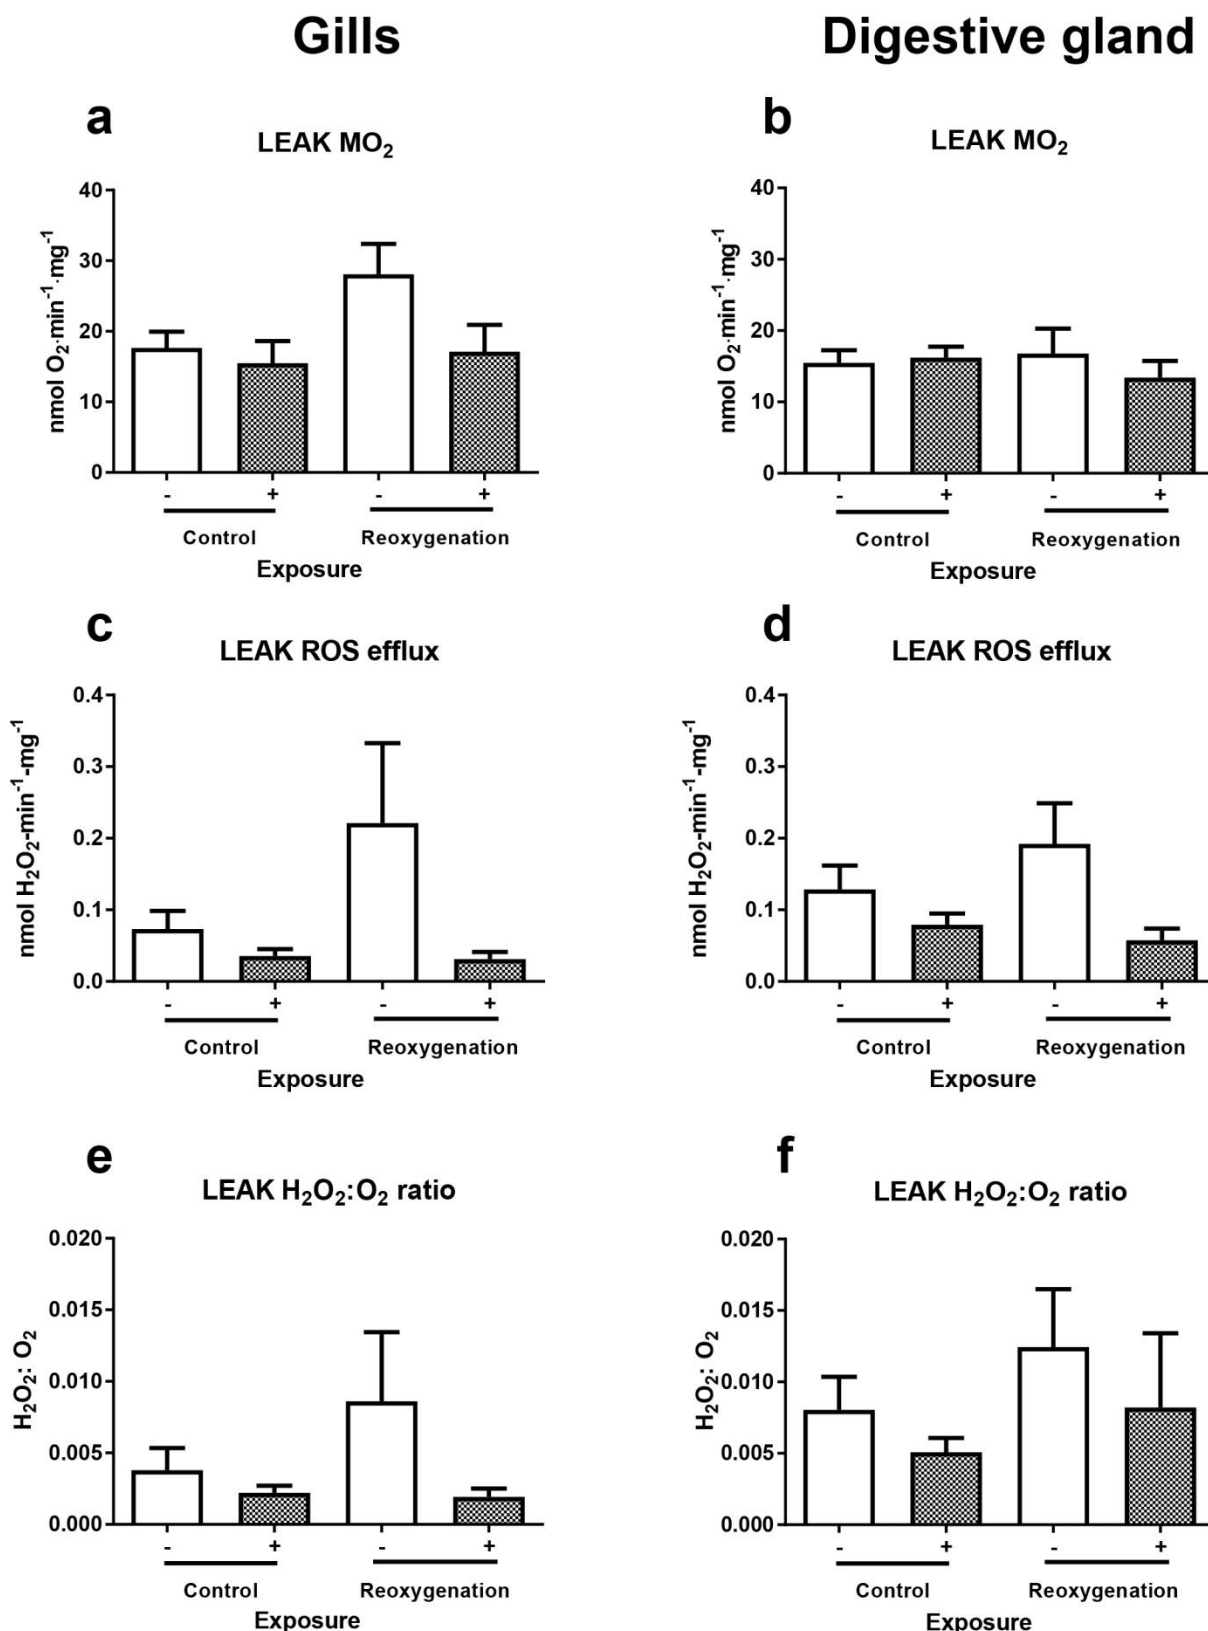 Gills
Digestive gland
a
LEAK MO₂
nmol O₂·min⁻¹·mg⁻¹
40
30
20
10
0
- + - +
Control Reoxygenation
Exposure
b
LEAK MO₂
nmol O₂·min⁻¹·mg⁻¹
40
30
20
10
0
- + - +
Control Reoxygenation
Exposure
c
LEAK ROS efflux
nmol H₂O₂-min⁻¹-mg⁻¹
0.4
0.3
0.2
0.1
0.0
- + - +
Control Reoxygenation
Exposure
d
LEAK ROS efflux
nmol H₂O₂-min⁻¹-mg⁻¹
0.4
0.3
0.2
0.1
0.0
- + - +
Control Reoxygenation
Exposure
e
LEAK H₂O₂:O₂ ratio
H₂O₂: O₂
0.020
0.015
0.010
0.005
0.000
- + - +
Control Reoxygenation
Exposure
f
LEAK H₂O₂:O₂ ratio
H₂O₂: O₂
0.020
0.015
0.010
0.005
0.000
- + - +
Control Reoxygenation
Exposure